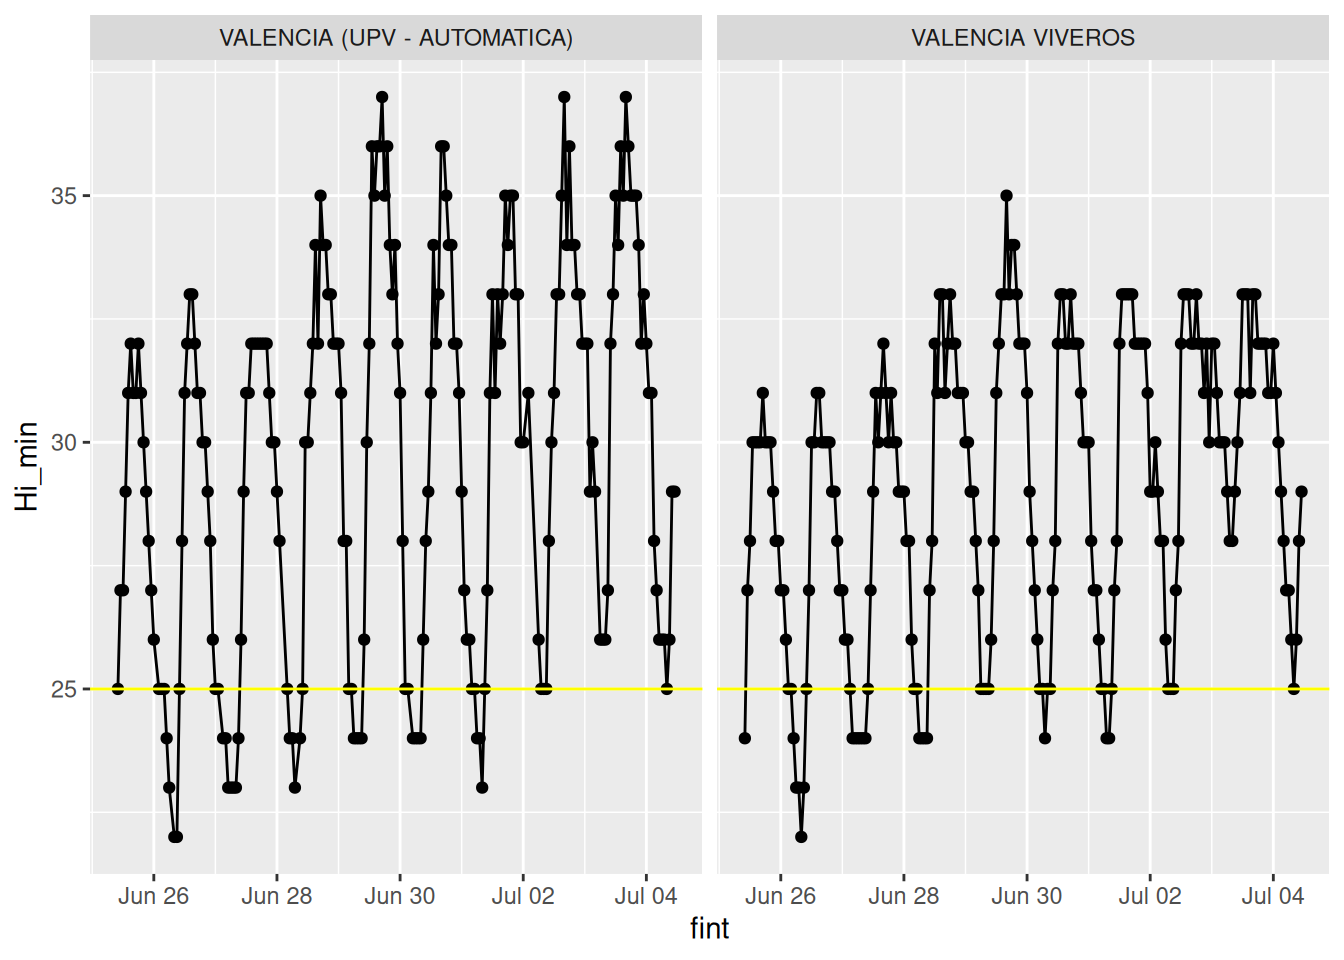 VALENCIA (UPV - AUTOMATICA)
VALENCIA VIVEROS
35
30
25
Hi_min
Jun 26
Jun 28
Jun 30
Jul 02
Jul 04
Jun 26
Jun 28
Jun 30
Jul 02
Jul 04
fint